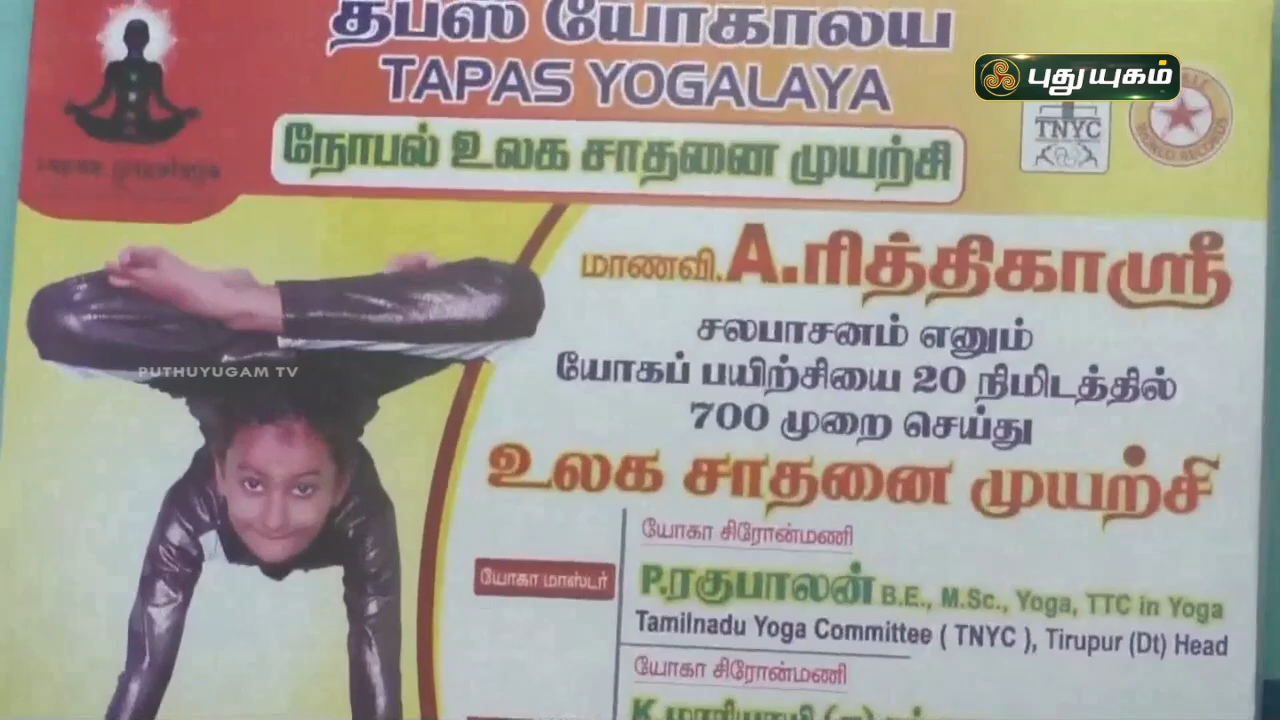 தபஸ் யோகாலய
TAPAS YOGALAYA
புதுயுகம்
TNYC
WORLD RECORDS
நோபல் உலக சாதனை முயற்சி
மாணவி. A.ரித்திகாஸ்ரீ
சலபாசனம் எனும்
யோகப் பயிற்சியை 20 நிமிடத்தில்
700 முறை செய்து
உலக சாதனை முயற்சி
PUTHUYUGAM TV
யோகா மாஸ்டர்
யோகா சிரோன்மணி
P.ரகுபாலன் B.E., M.Sc., Yoga, TTC in Yoga
Tamilnadu Yoga Committee ( TNYC ), Tirupur (Dt) Head
யோகா சிரோன்மணி